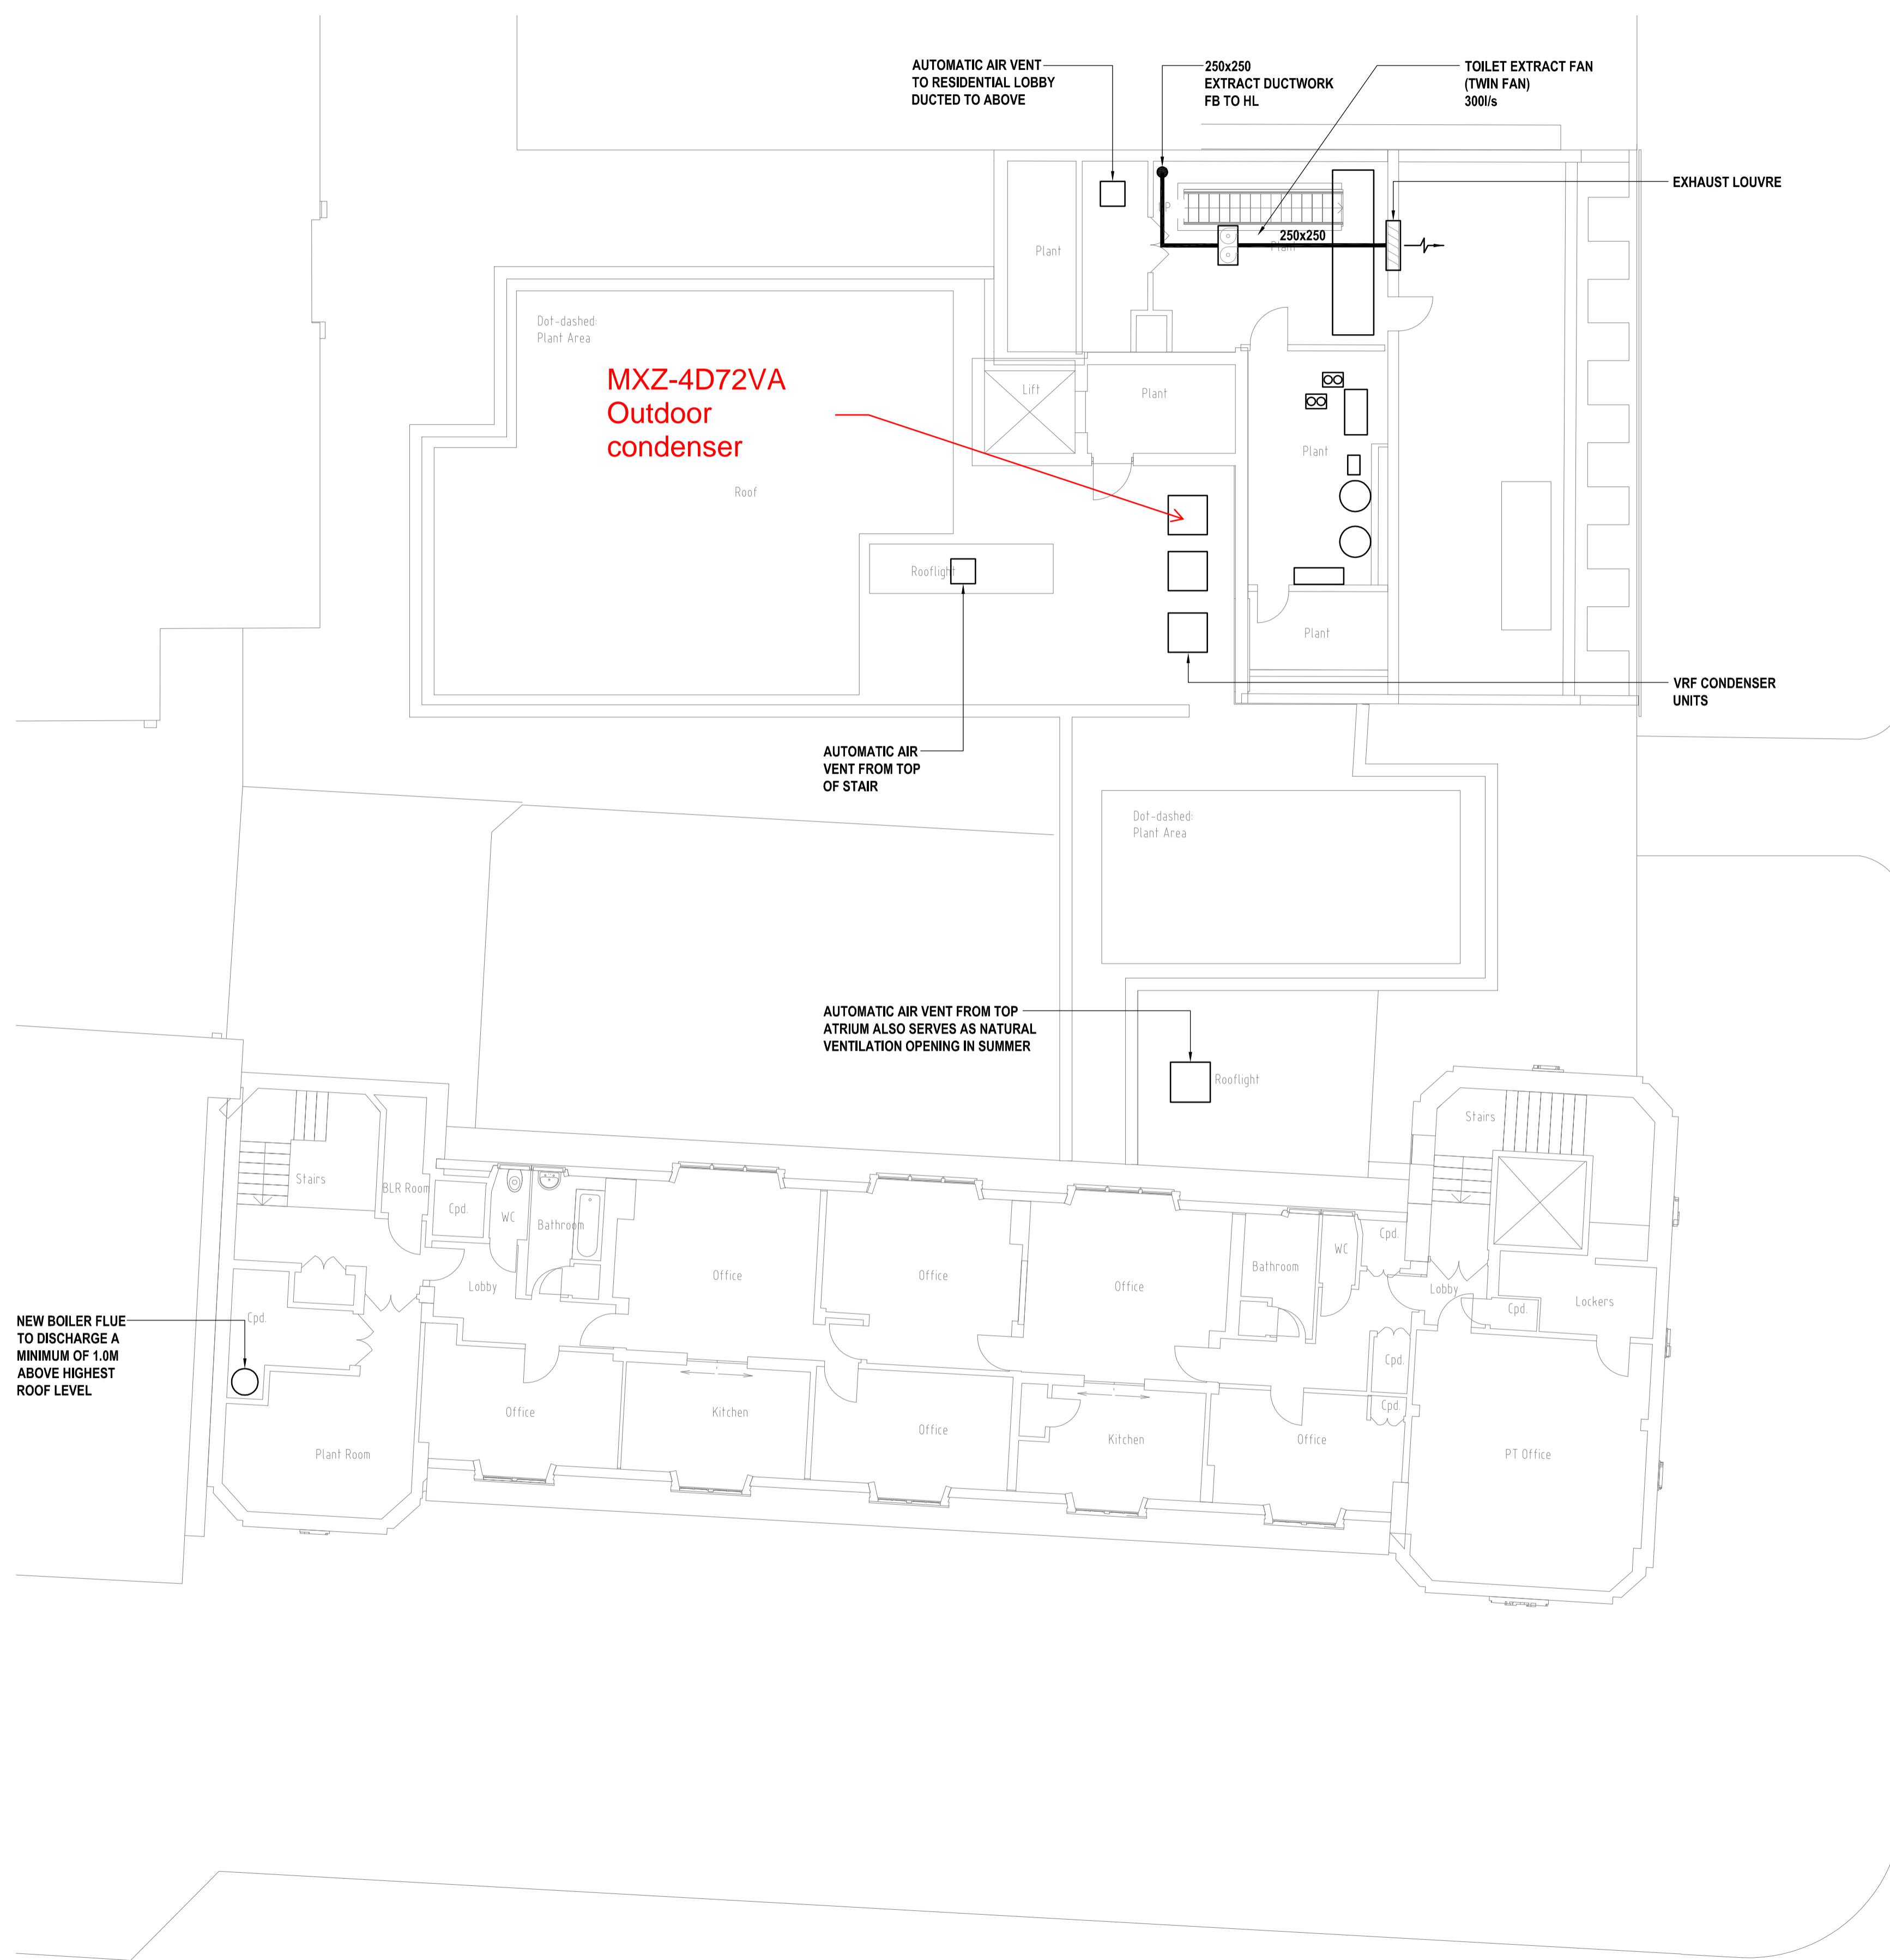 AUTOMATIC AIR VENT
TO RESIDENTIAL LOBBY
DUCTED TO ABOVE
250x250
EXTRACT DUCTWORK
FB TO HL
TOILET EXTRACT FAN
(TWIN FAN)
300l/s
EXHAUST LOUVRE
250x250
Plant
Plant
Dot-dashed:
Plant Area
MXZ-4D72VA
Outdoor
condenser
Lift
Plant
Plant
Roof
Rooflight
Plant
VRF CONDENSER
UNITS
AUTOMATIC AIR
VENT FROM TOP
OF STAIR
Dot-dashed:
Plant Area
AUTOMATIC AIR VENT FROM TOP
ATRIUM ALSO SERVES AS NATURAL
VENTILATION OPENING IN SUMMER
Rooflight
Stairs
Stairs
BLR Room
Cpd.
WC
Bathroom
Office
Office
Office
Bathroom
WC
Cpd.
Lobby
Lobby
Cpd.
Lockers
NEW BOILER FLUE
TO DISCHARGE A
MINIMUM OF 1.0M
ABOVE HIGHEST
ROOF LEVEL
Cpd.
Cpd.
Cpd.
Office
Kitchen
Office
Kitchen
Office
Plant Room
PT Office